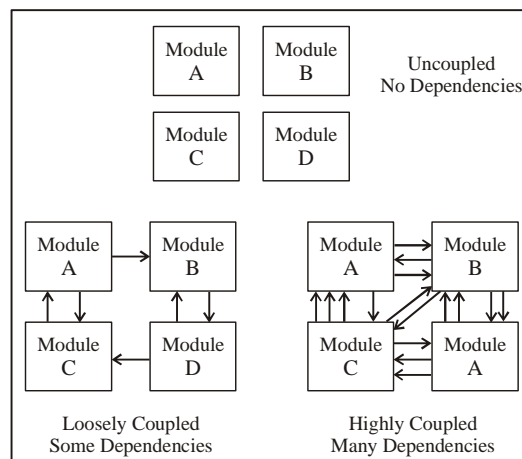 Module
A
Module
B
Uncoupled
No Dependencies
Module
C
Module
D
Module
A
Module
B
Module
C
Module
D
Loosely Coupled
Some Dependencies
Module
A
Module
B
Module
C
Module
A
Highly Coupled
Many Dependencies